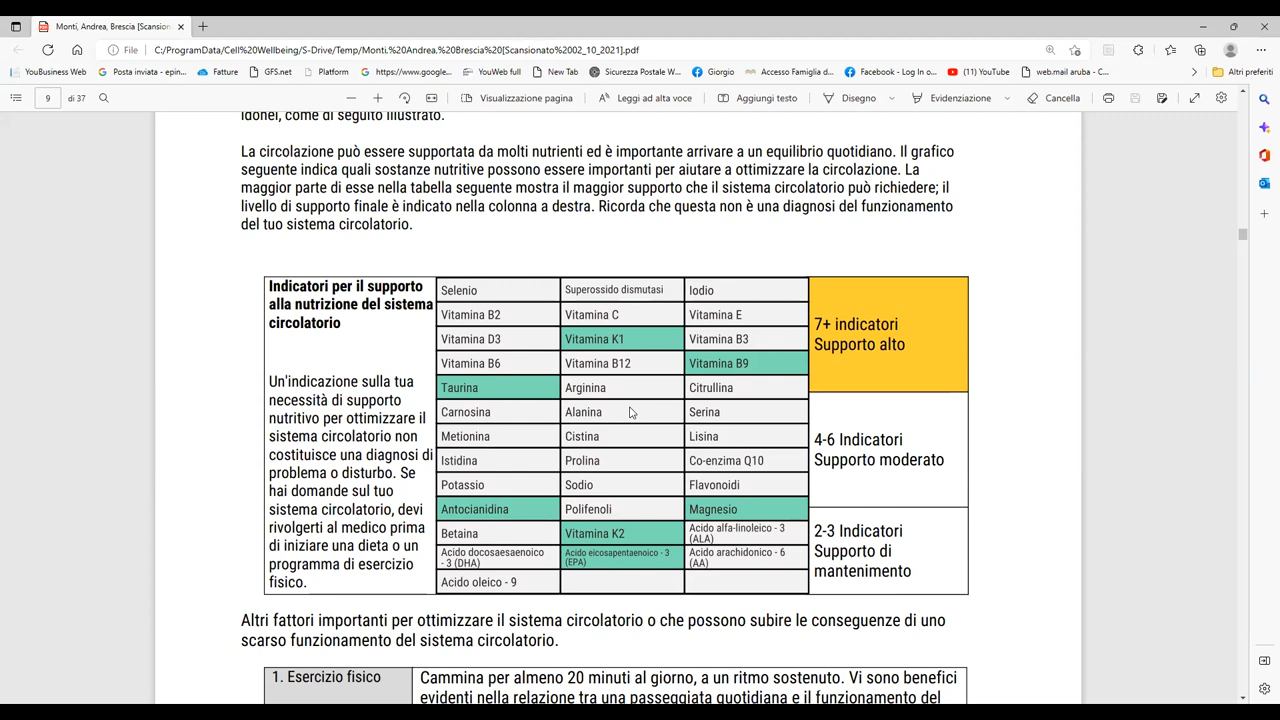 Monti, Andrea, Brescia [Scansion
File C:/ProgramData/Cell%20Wellbeing/S-Drive/Temp/Monti.%20Andrea.%20Brescia%20[Scansionato%2002_10_2021].pdf
YouBusiness Web Posta inviata - epin... Fatture GFS.net Platform https://www.google... YouWeb full New Tab Sicurezza Postale W... Giorgio Accesso Famiglia d... Facebook - Log In o... (11) YouTube web.mail aruba - C... Altri preferiti
9 di 37 Visualizzazione pagina Leggi ad alta voce Aggiungi testo Disegno Evidenziazione Cancella
idonei, come di seguito illustrato.
La circolazione può essere supportata da molti nutrienti ed è importante arrivare a un equilibrio quotidiano. Il grafico
seguente indica quali sostanze nutritive possono essere importanti per aiutare a ottimizzare la circolazione. La
maggior parte di esse nella tabella seguente mostra il maggior supporto che il sistema circolatorio può richiedere; il
livello di supporto finale è indicato nella colonna a destra. Ricorda che questa non è una diagnosi del funzionamento
del tuo sistema circolatorio.
Indicatori per il supporto
alla nutrizione del sistema
circolatorio
Un'indicazione sulla tua
necessità di supporto
nutritivo per ottimizzare il
sistema circolatorio non
costituisce una diagnosi di
problema o disturbo. Se
hai domande sul tuo
sistema circolatorio, devi
rivolgerti al medico prima
di iniziare una dieta o un
programma di esercizio
fisico.
Selenio Superossido dismutasi Iodio
Vitamina B2 Vitamina C Vitamina E
Vitamina D3 Vitamina K1 Vitamina B3
Vitamina B6 Vitamina B12 Vitamina B9
Taurina Arginina Citrullina
Carnosina Alanina Serina
Metionina Cistina Lisina
Istidina Prolina Co-enzima Q10
Potassio Sodio Flavonoidi
Antocianidina Polifenoli Magnesio
Betaina Vitamina K2 Acido alfa-linoleico - 3
(ALA)
Acido docosaesaenoico Acido eicosapentaenoico - 3 Acido arachidonico - 6
- 3 (DHA) (EPA) (AA)
Acido oleico - 9
7+ indicatori
Supporto alto
4-6 Indicatori
Supporto moderato
2-3 Indicatori
Supporto di
mantenimento
Altri fattori importanti per ottimizzare il sistema circolatorio o che possono subire le conseguenze di uno
scarso funzionamento del sistema circolatorio.
1. Esercizio fisico Cammina per almeno 20 minuti al giorno, a un ritmo sostenuto. Vi sono benefici
evidenti nella relazione tra una passeggiata quotidiana e il funzionamento del